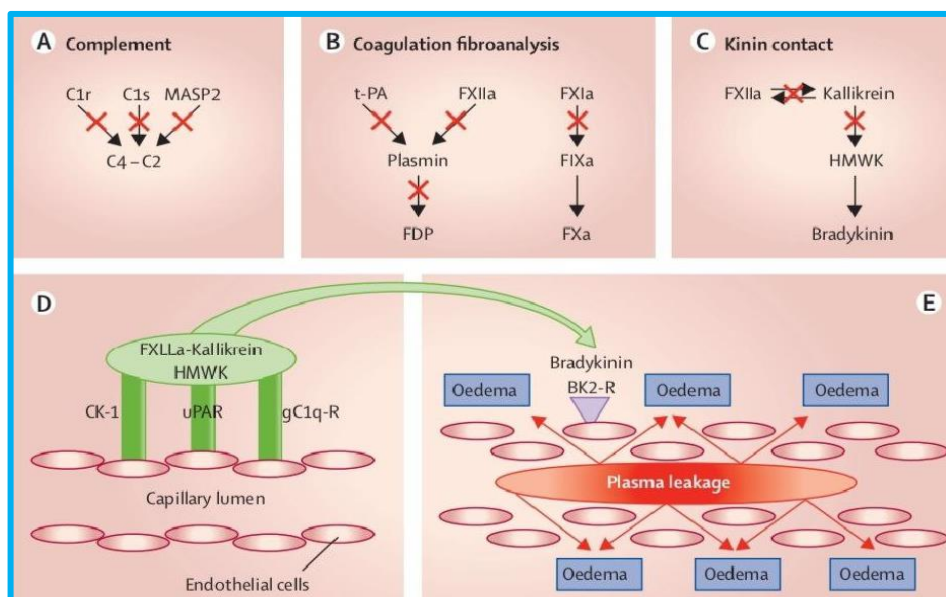 A Complement
C1r C1s MASP2
C4 – C2
B Coagulation fibroanalysis
t-PA FXIIa FXIa
Plasmin FIXa
FDP FXa
C Kinin contact
FXIIa Kallikrein
HMWK
Bradykinin
D
FXLLa-Kallikrein
HMWK
CK-1 uPAR gC1q-R
Capillary lumen
Endothelial cells
E
Bradykinin
BK2-R
Oedema Oedema Oedema
Plasma leakage
Oedema Oedema Oedema